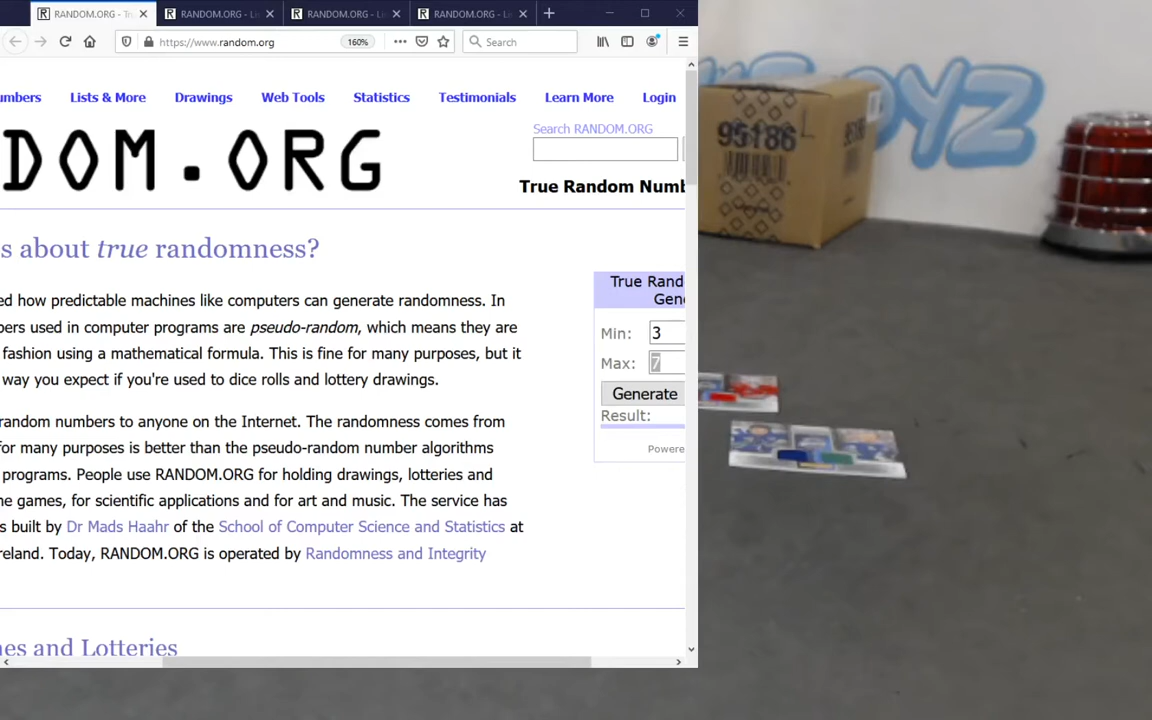 RANDOM.ORG - Tr
RANDOM.ORG - Li
RANDOM.ORG - Li
RANDOM.ORG - Li
https://www.random.org
160%
Search
umbers
Lists & More
Drawings
Web Tools
Statistics
Testimonials
Learn More
Login
DOM.ORG
Search RANDOM.ORG
True Random Numb
s about true randomness?
ed how predictable machines like computers can generate randomness. In
bers used in computer programs are pseudo-random, which means they are
fashion using a mathematical formula. This is fine for many purposes, but it
way you expect if you're used to dice rolls and lottery drawings.
random numbers to anyone on the Internet. The randomness comes from
for many purposes is better than the pseudo-random number algorithms
programs. People use RANDOM.ORG for holding drawings, lotteries and
ne games, for scientific applications and for art and music. The service has
s built by Dr Mads Haahr of the School of Computer Science and Statistics at
reland. Today, RANDOM.ORG is operated by Randomness and Integrity
True Rand
Gene
Min: 3
Max: 7
Generate
Result:
Powere
nes and Lotteries
95186
OYZ